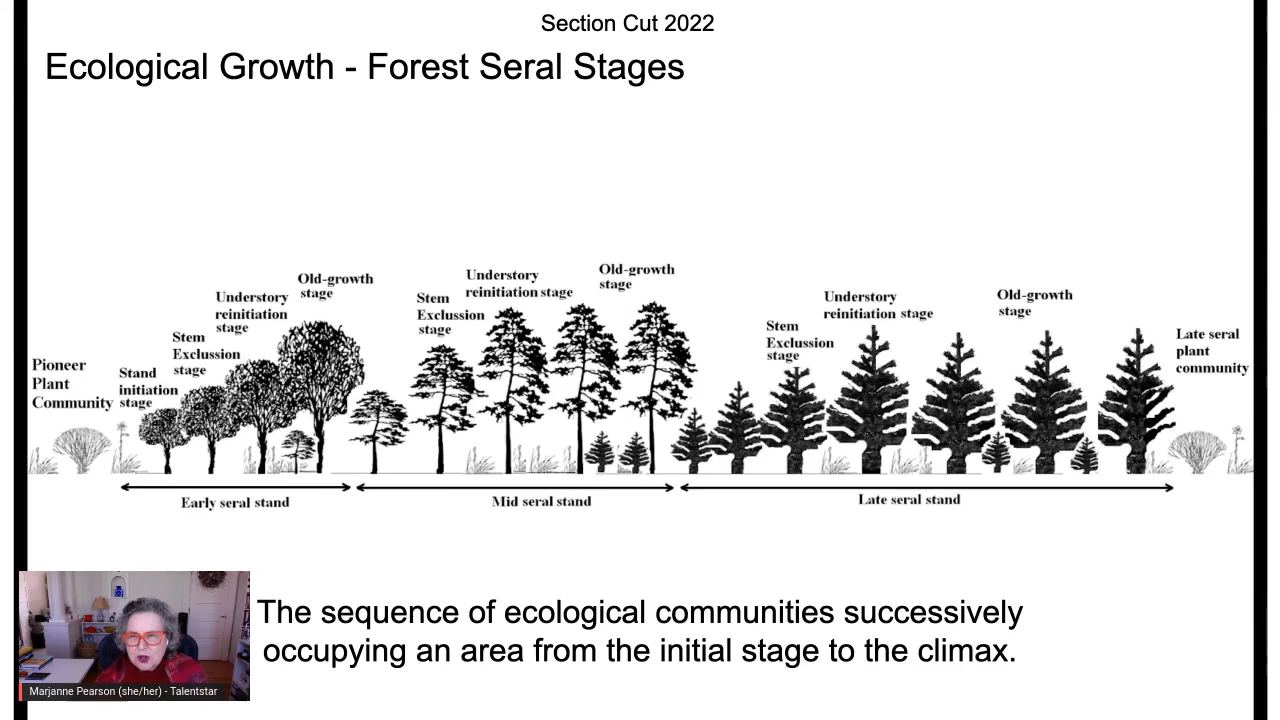 Section Cut 2022
Ecological Growth - Forest Seral Stages
Pioneer
Plant
Community
Stand
initiation
stage
Stem
Exclussion
stage
Understory
reinitiation
stage
Old-growth
stage
Stem
Exclussion
stage
Understory
reinitiation stage
Old-growth
stage
Stem
Exclussion
stage
Understory
reinitiation stage
Old-growth
stage
Late seral
plant
community
Early seral stand
Mid seral stand
Late seral stand
The sequence of ecological communities successively
occupying an area from the initial stage to the climax.
Marjanne Pearson (she/her) - Talentstar